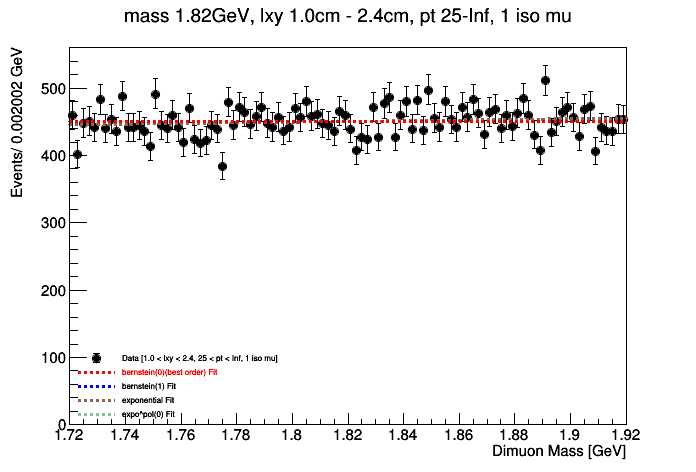 mass 1.82GeV, lxy 1.0cm - 2.4cm, pt 25-Inf, 1 iso mu
Events/ 0.002002 GeV
500
400
300
200
100
0
Data [1.0 < lxy < 2.4, 25 < pt < Inf, 1 iso mu]
bernstein(0)(best order) Fit
bernstein(1) Fit
exponential Fit
expo*pol(0) Fit
1.72 1.74 1.76 1.78 1.8 1.82 1.84 1.86 1.88 1.9 1.92
Dimuon Mass [GeV]